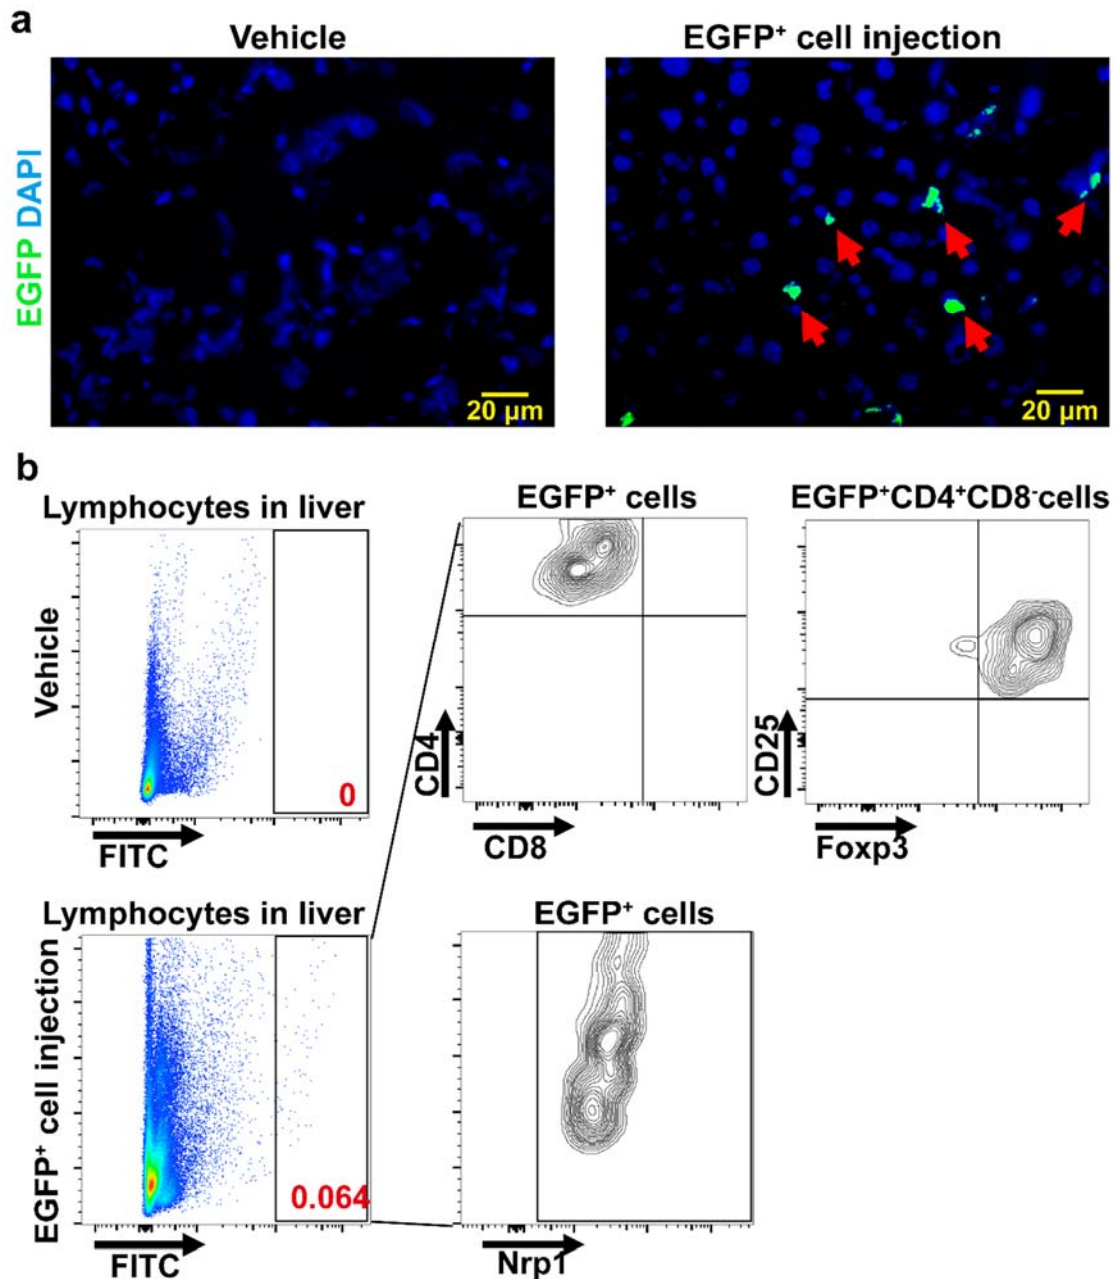 a
Vehicle
EGFP⁺ cell injection
EGFP DAPI
20 μm
20 μm
b
Lymphocytes in liver
EGFP⁺ cells
EGFP⁺CD4⁺CD8⁻cells
Vehicle
0
FITC
CD4
CD8
CD25
Foxp3
Lymphocytes in liver
EGFP⁺ cells
EGFP⁺ cell injection
0.064
FITC
Nrp1